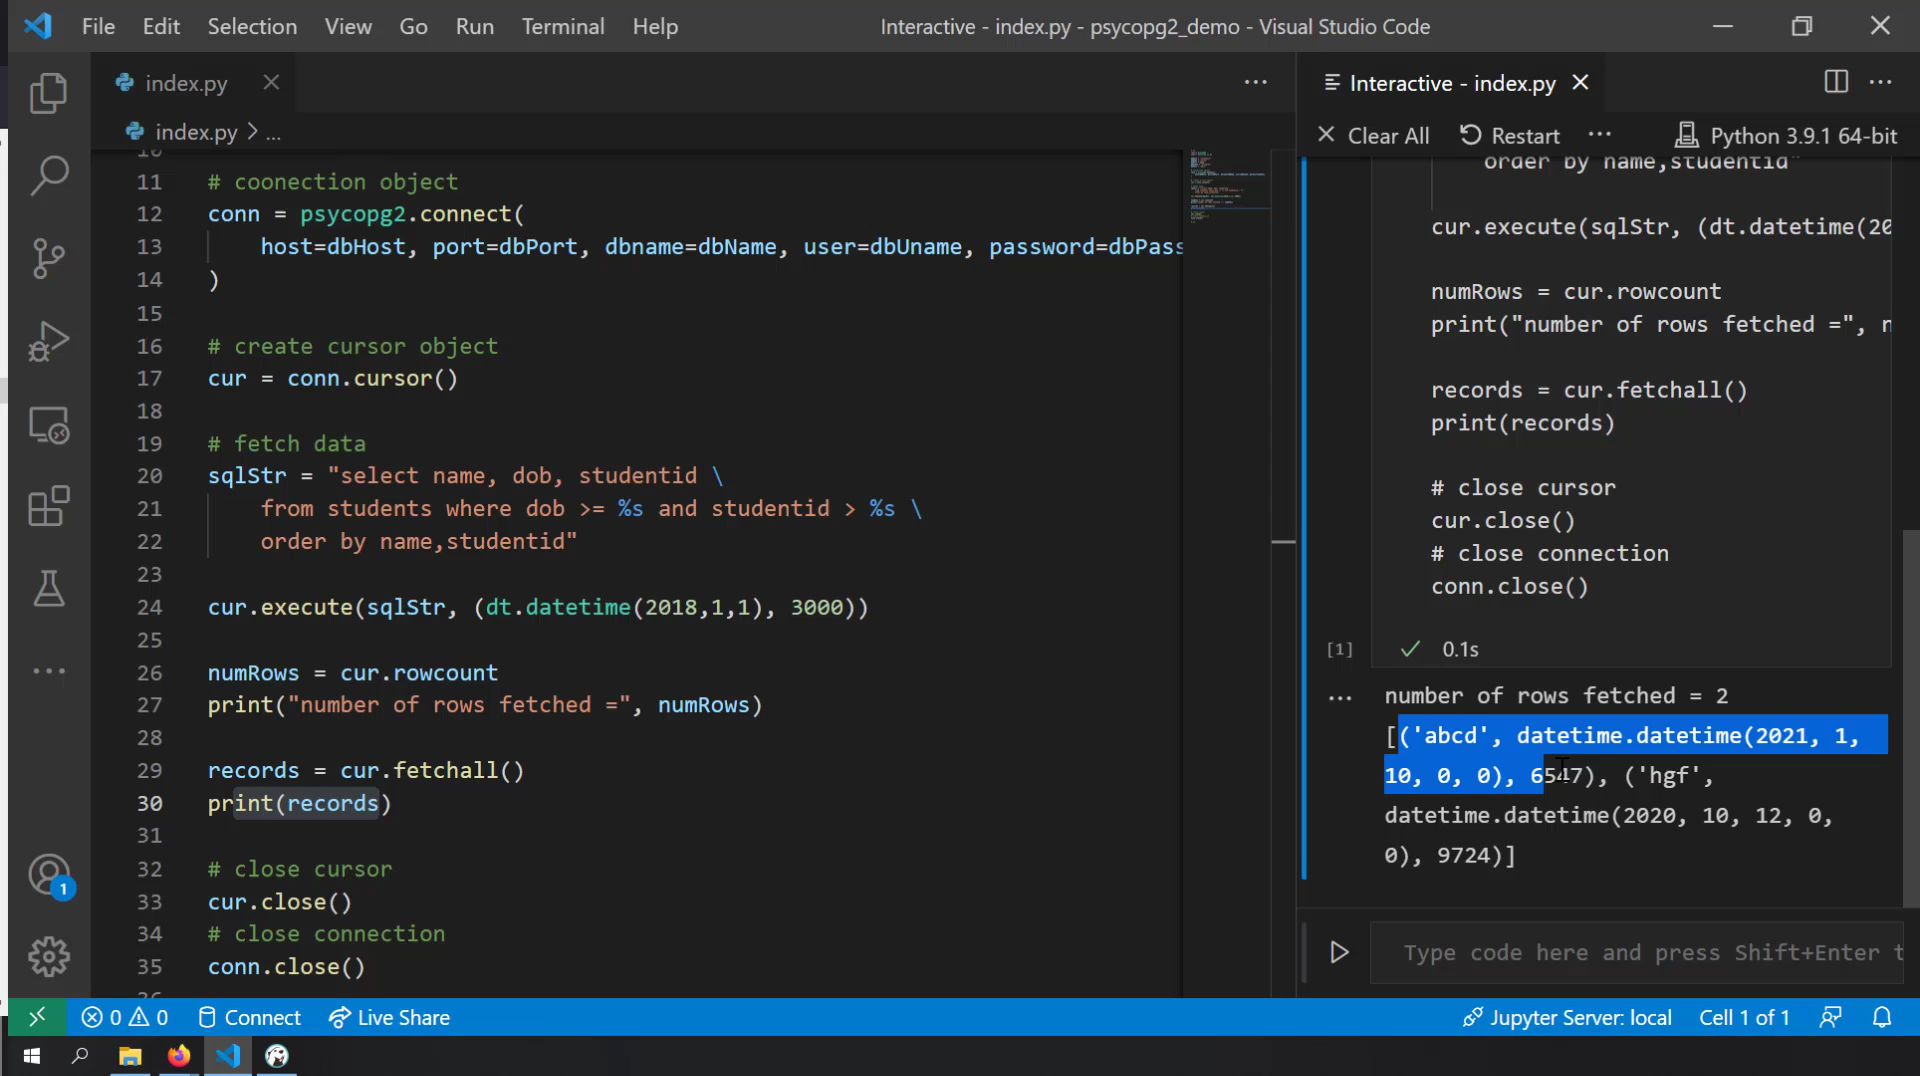 File Edit Selection View Go Run Terminal Help
Interactive - index.py - psycopg2_demo - Visual Studio Code
index.py
index.py > ...
11 # coonection object
12 conn = psycopg2.connect(
13 host=dbHost, port=dbPort, dbname=dbName, user=dbUname, password=dbPass
14 )
15
16 # create cursor object
17 cur = conn.cursor()
18
19 # fetch data
20 sqlStr = "select name, dob, studentid \
21 from students where dob >= %s and studentid > %s \
22 order by name,studentid"
23
24 cur.execute(sqlStr, (dt.datetime(2018,1,1), 3000))
25
26 numRows = cur.rowcount
27 print("number of rows fetched =", numRows)
28
29 records = cur.fetchall()
30 print(records)
31
32 # close cursor
33 cur.close()
34 # close connection
35 conn.close()
Interactive - index.py
Clear All Restart ... Python 3.9.1 64-bit
order by name,studentid"
cur.execute(sqlStr, (dt.datetime(20
numRows = cur.rowcount
print("number of rows fetched =", n
records = cur.fetchall()
print(records)
# close cursor
cur.close()
# close connection
conn.close()
[1] 0.1s
number of rows fetched = 2
[('abcd', datetime.datetime(2021, 1,
10, 0, 0), 6547), ('hgf',
datetime.datetime(2020, 10, 12, 0,
0), 9724)]
Type code here and press Shift+Enter t
1
0 0 Connect Live Share
Jupyter Server: local Cell 1 of 1